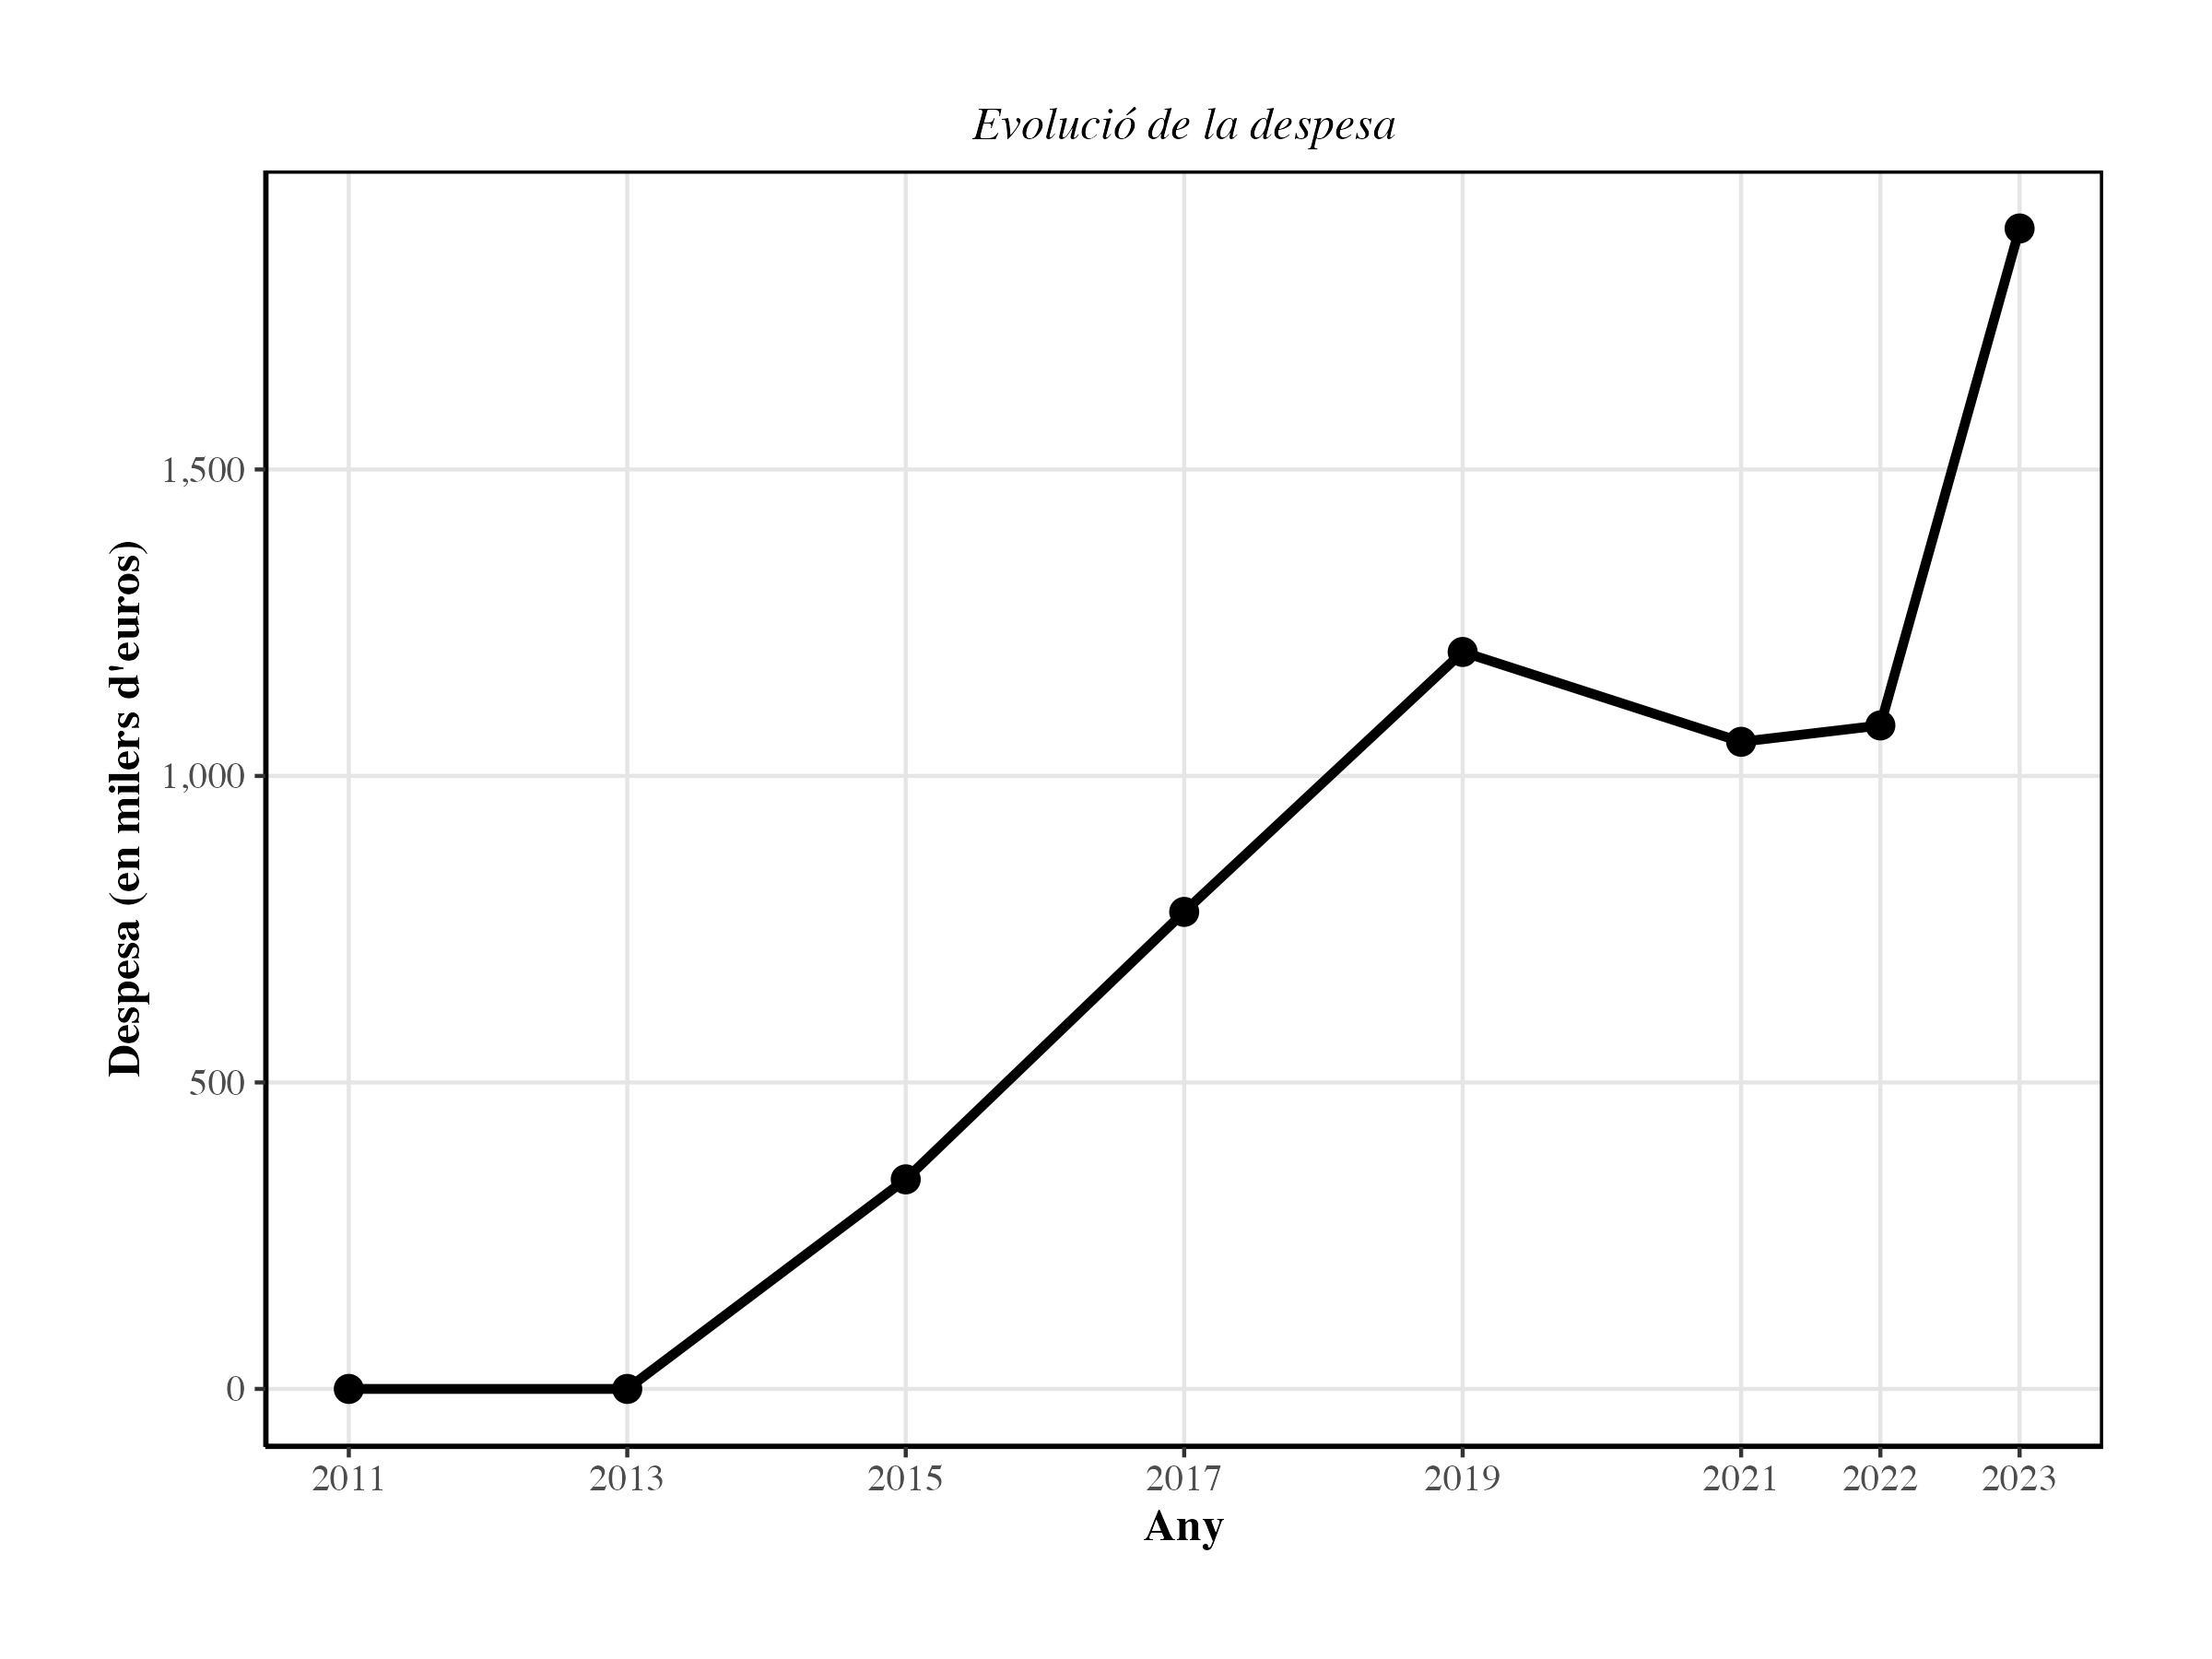 Evolució de la despesa
Despesa (en milers d'euros)
1,500
1,000
500
0
2011 2013 2015 2017 2019 2021 2022 2023
Any